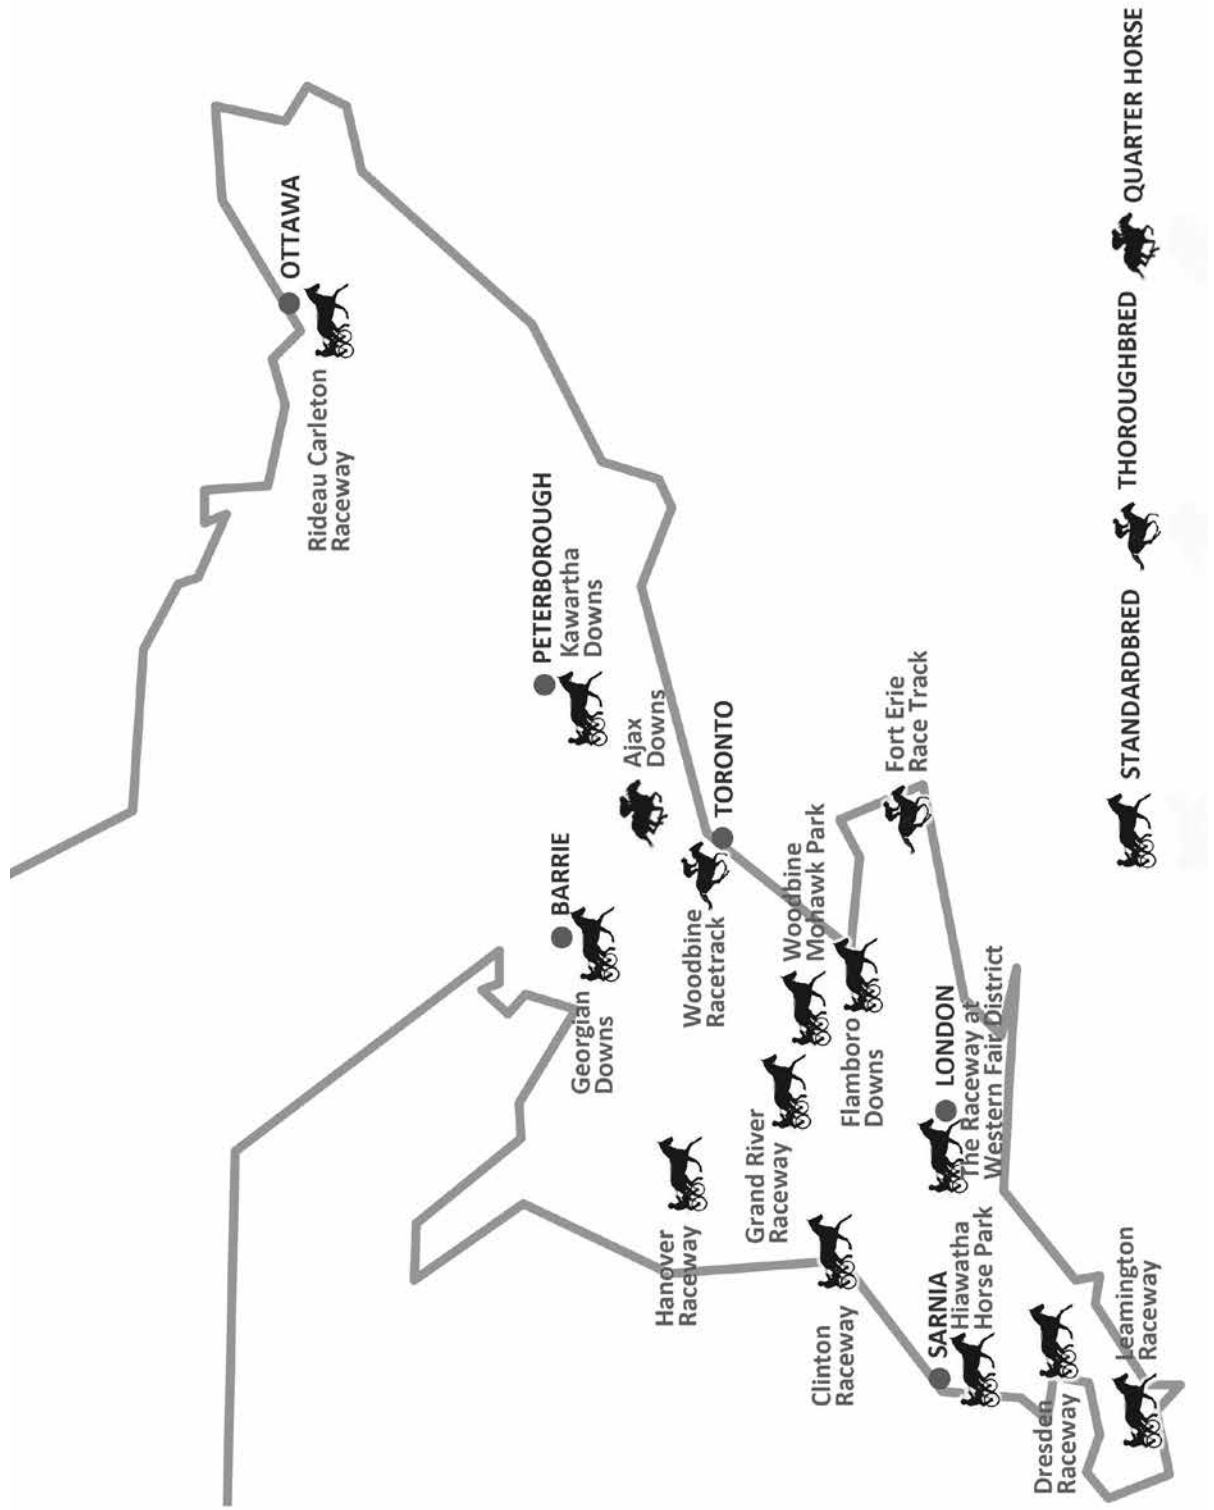 OTTAWA
Rideau Carleton
Raceway
PETERBOROUGH
Kawartha
Downs
Ajax
Downs
BARRIE
Georgian
Downs
TORONTO
Woodbine
Racetrack
Woodbine
Mohawk Park
Fort Erie
Race Track
Flamboro
Downs
Grand River
Raceway
Hanover
Raceway
Clinton
Raceway
LONDON
The Raceway at
Western Fair District
SARNIA
Hiawatha
Horse Park
Dresden
Raceway
Leamington
Raceway
STANDARDBRED
THOROUGHBRED
QUARTER HORSE